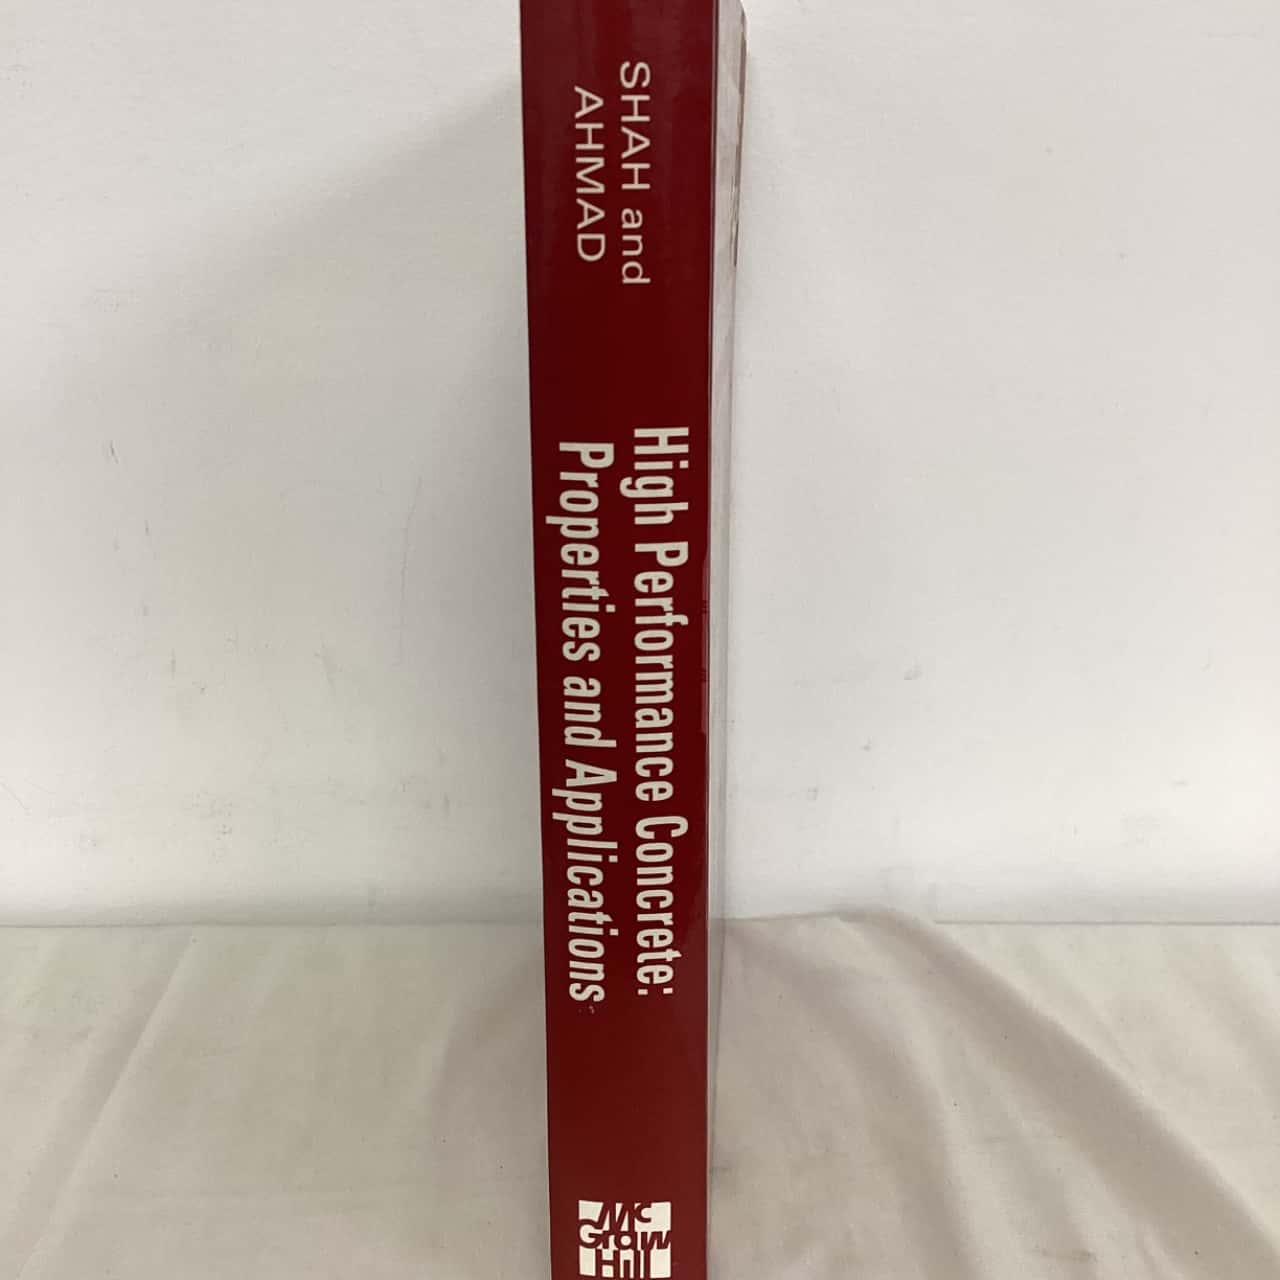 SHAH and
AHMAD
High Performance Concrete:
Properties and Applications
Mc
Graw
Hill